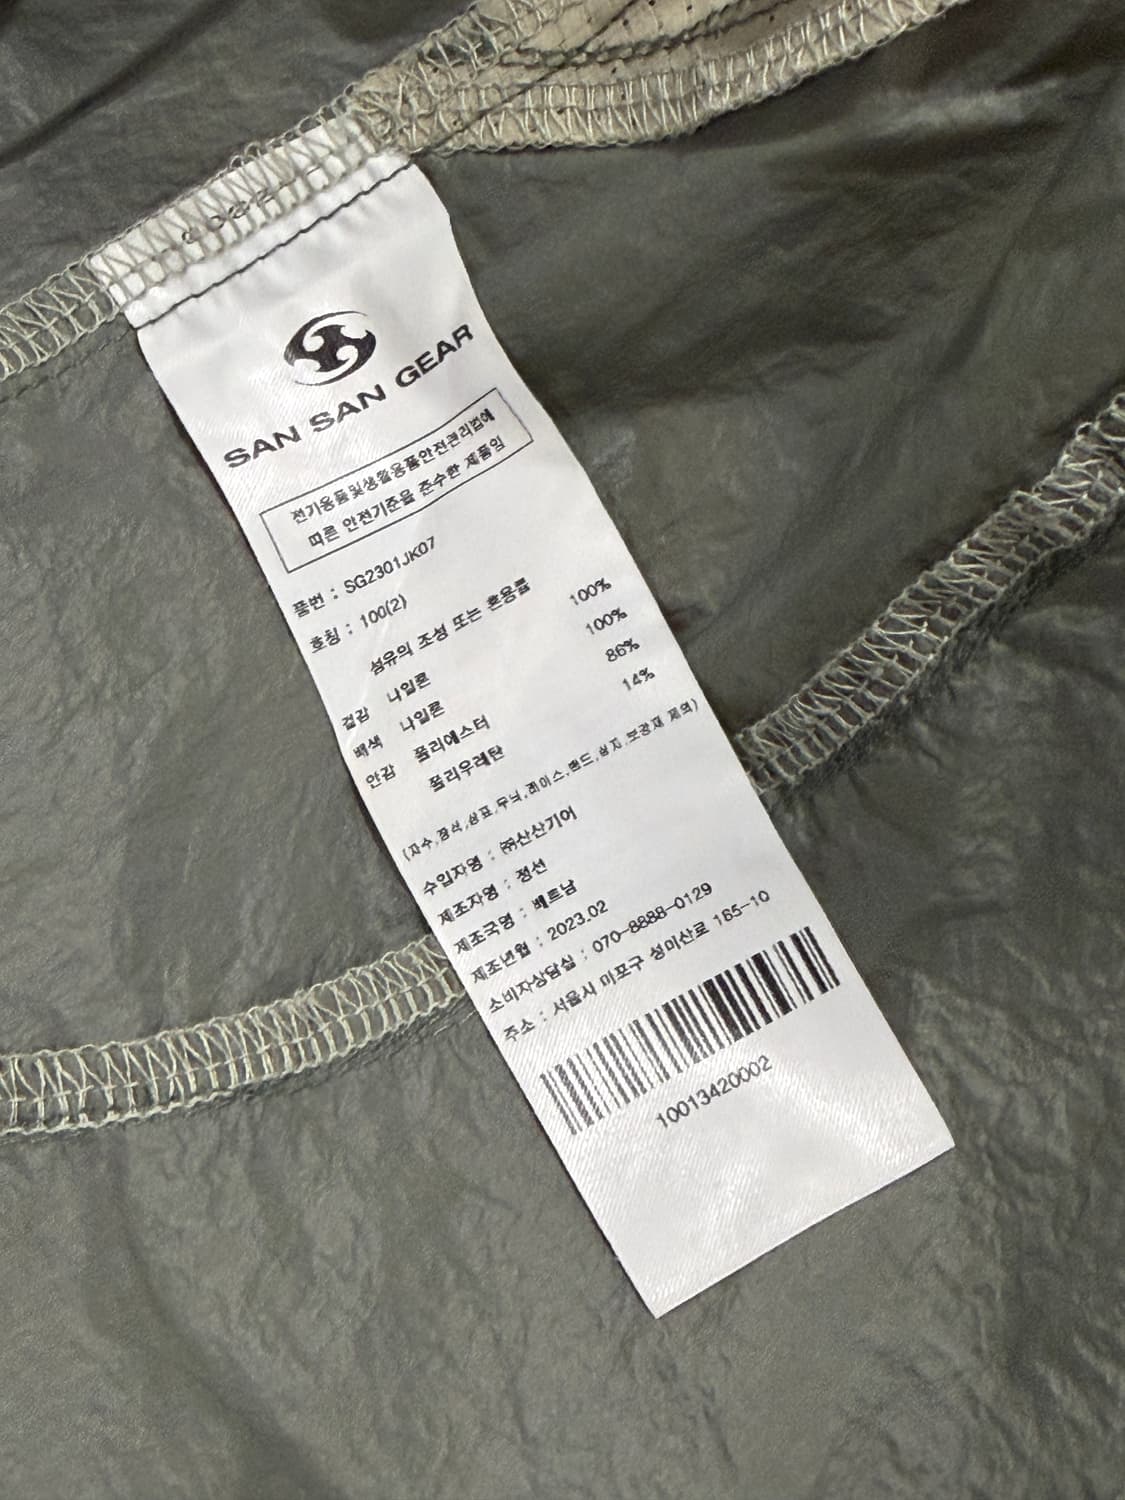 SAN SAN GEAR
전기용품및생활용품안전관리법에
따른 안전기준을 준수한 제품임
품번 : SG2301JK07
호칭 : 100(2)
섬유의 조성 또는 혼용률
겉감 나일론 100%
배색 나일론 100%
안감 폴리에스터 86%
폴리우레탄 14%
(자수,장식,상표,무늬,레이스,밴드,심지,보강재 제외)
수입자명 : ㈜산산기어
제조자명 : 정선
제조국명 : 베트남
제조년월 : 2023.02
소비자상담실 : 070-8888-0129
주소 : 서울시 마포구 성미산로 165-10
10013420002